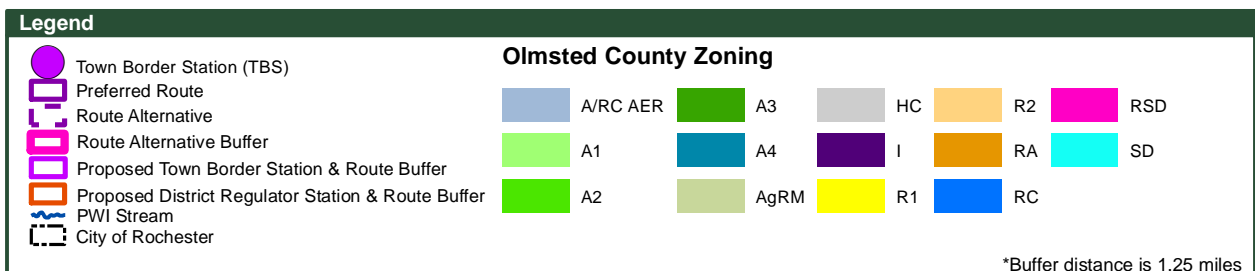 Legend
Town Border Station (TBS)
Preferred Route
Route Alternative
Route Alternative Buffer
Proposed Town Border Station & Route Buffer
Proposed District Regulator Station & Route Buffer
PWI Stream
City of Rochester
Olmsted County Zoning
A/RC AER
A1
A2
A3
A4
AgRM
HC
I
R1
R2
RA
RC
RSD
SD
*Buffer distance is 1.25 miles